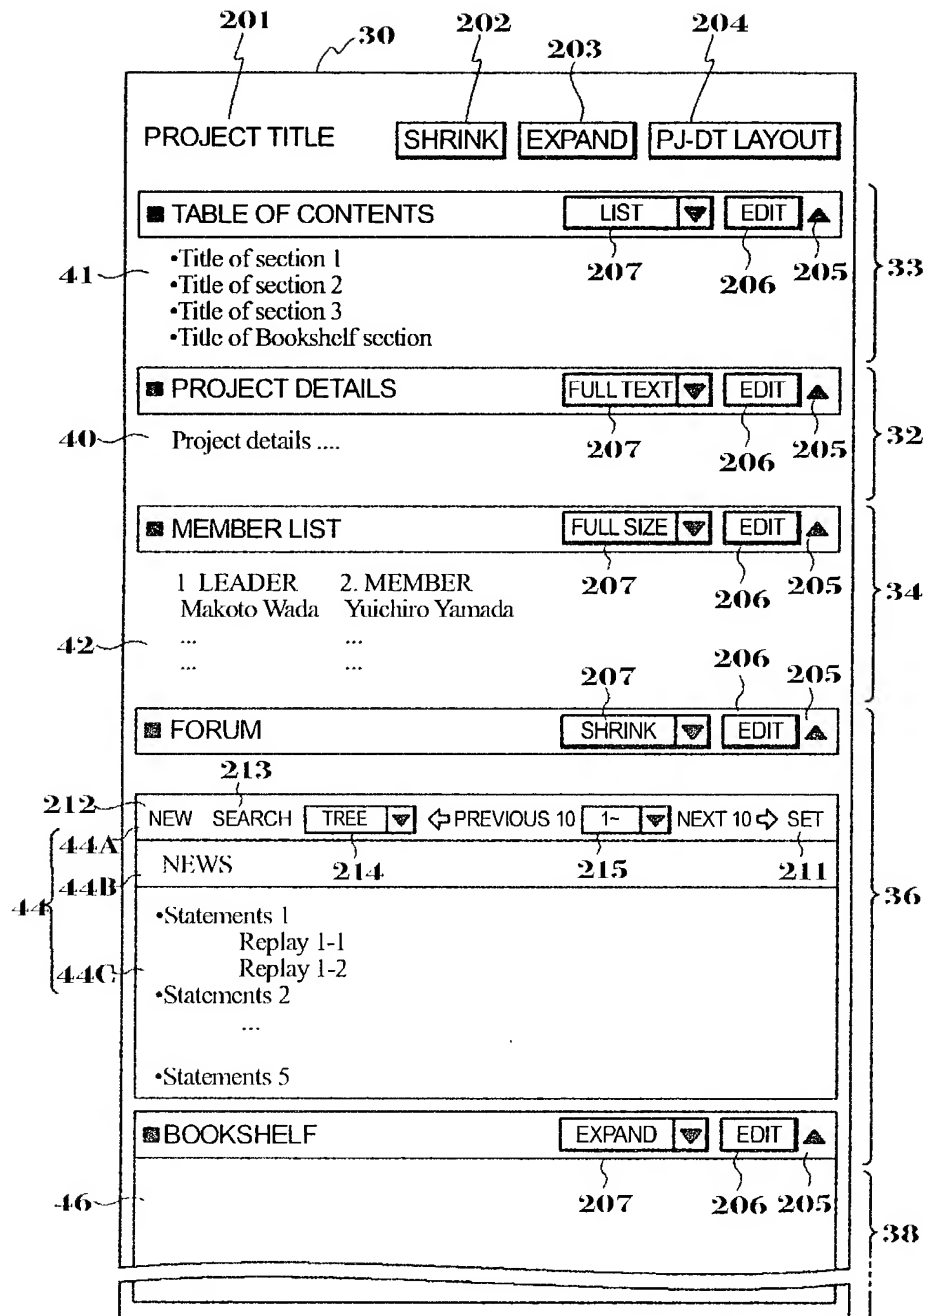 201 202 203 204
30
PROJECT TITLE SHRINK EXPAND PJ-DT LAYOUT
TABLE OF CONTENTS LIST EDIT
41 •Title of section 1 207 206 205 33
•Title of section 2
•Title of section 3
•Title of Bookshelf section
PROJECT DETAILS FULL TEXT EDIT
40 Project details .... 207 206 205 32
MEMBER LIST FULL SIZE EDIT
1 LEADER 2. MEMBER 207 206 205 34
Makoto Wada Yuichiro Yamada
42 ... ...
... ...
207 206 205
FORUM SHRINK EDIT
213
212 NEW SEARCH TREE PREVIOUS 10 1~ NEXT 10 SET
44A
44B NEWS 214 215 211
44 36
•Statements 1
Replay 1-1
44C Replay 1-2
•Statements 2
...
•Statements 5
BOOKSHELF EXPAND EDIT
46 207 206 205
38